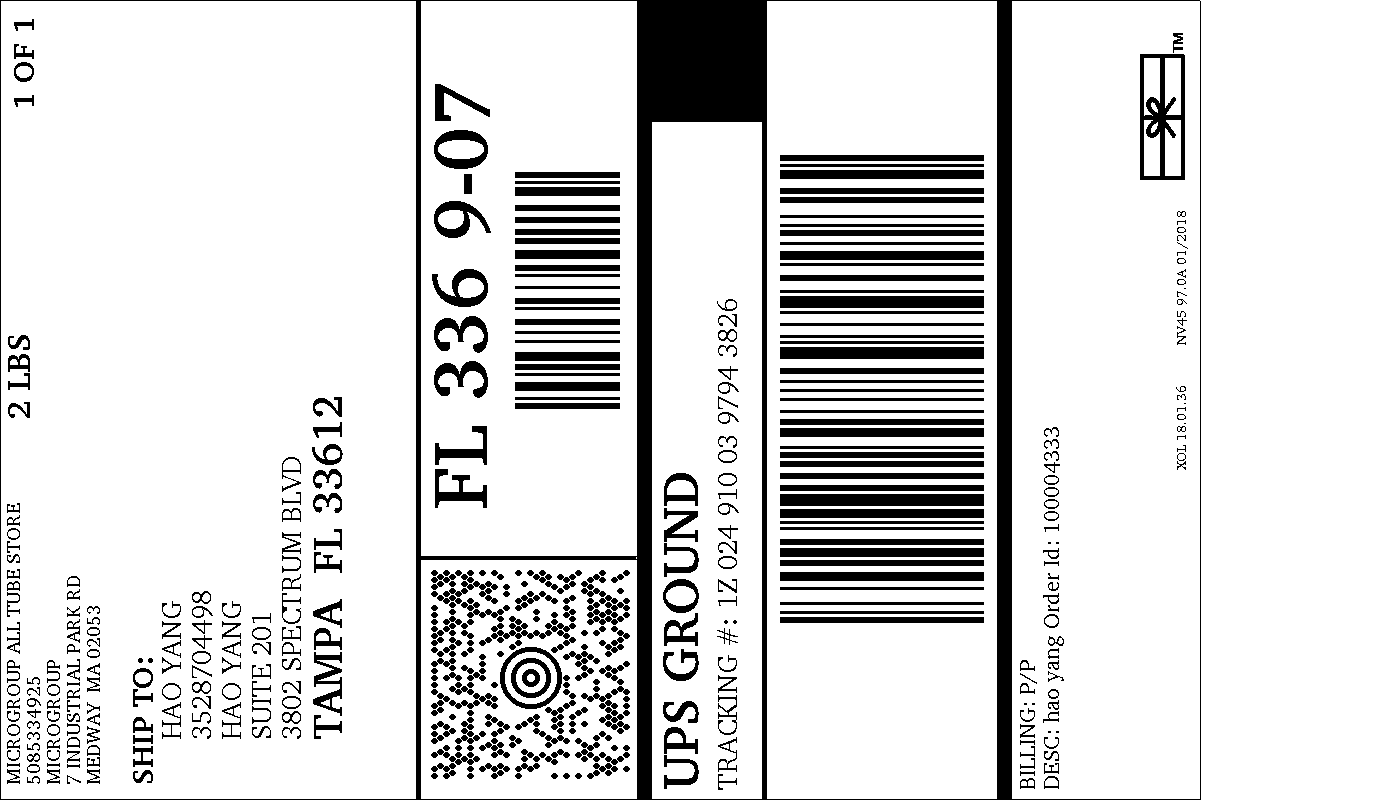 MICROGROUP ALL TUBE STORE
5085334925
MICROGROUP
7 INDUSTRIAL PARK RD
MEDWAY  MA 02053
2 LBS
1 OF 1
SHIP TO:
HAO YANG
3528704498
HAO YANG
SUITE 201
3802 SPECTRUM BLVD
TAMPA  FL 33612
FL 336 9-07
UPS GROUND
TRACKING #: 1Z 024 910 03 9794 3826
BILLING: P/P
DESC: hao yang Order Id: 100004333
XOL 18.01.36
NV45 97.0A 01/2018
TM